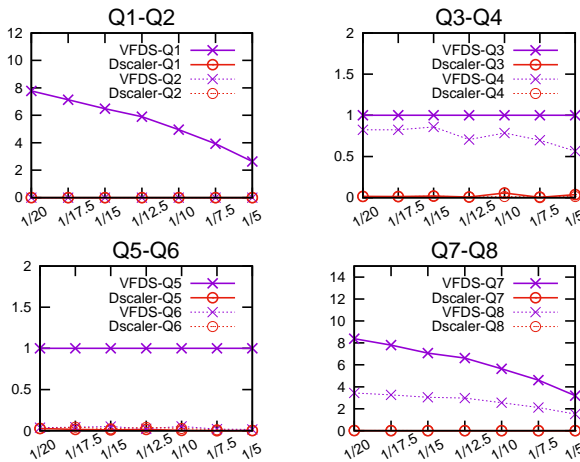 Q1-Q2
12
10
8
6
4
2
0
VFDS-Q1
Dscaler-Q1
VFDS-Q2
Dscaler-Q2
1/20
1/17.5
1/15
1/12.5
1/10
1/7.5
1/5
Q3-Q4
2
1.5
1
0.5
0
VFDS-Q3
Dscaler-Q3
VFDS-Q4
Dscaler-Q4
1/20
1/17.5
1/15
1/12.5
1/10
1/7.5
1/5
Q5-Q6
2
1.5
1
0.5
0
VFDS-Q5
Dscaler-Q5
VFDS-Q6
Dscaler-Q6
1/20
1/17.5
1/15
1/12.5
1/10
1/7.5
1/5
Q7-Q8
14
12
10
8
6
4
2
0
VFDS-Q7
Dscaler-Q7
VFDS-Q8
Dscaler-Q8
1/20
1/17.5
1/15
1/12.5
1/10
1/7.5
1/5